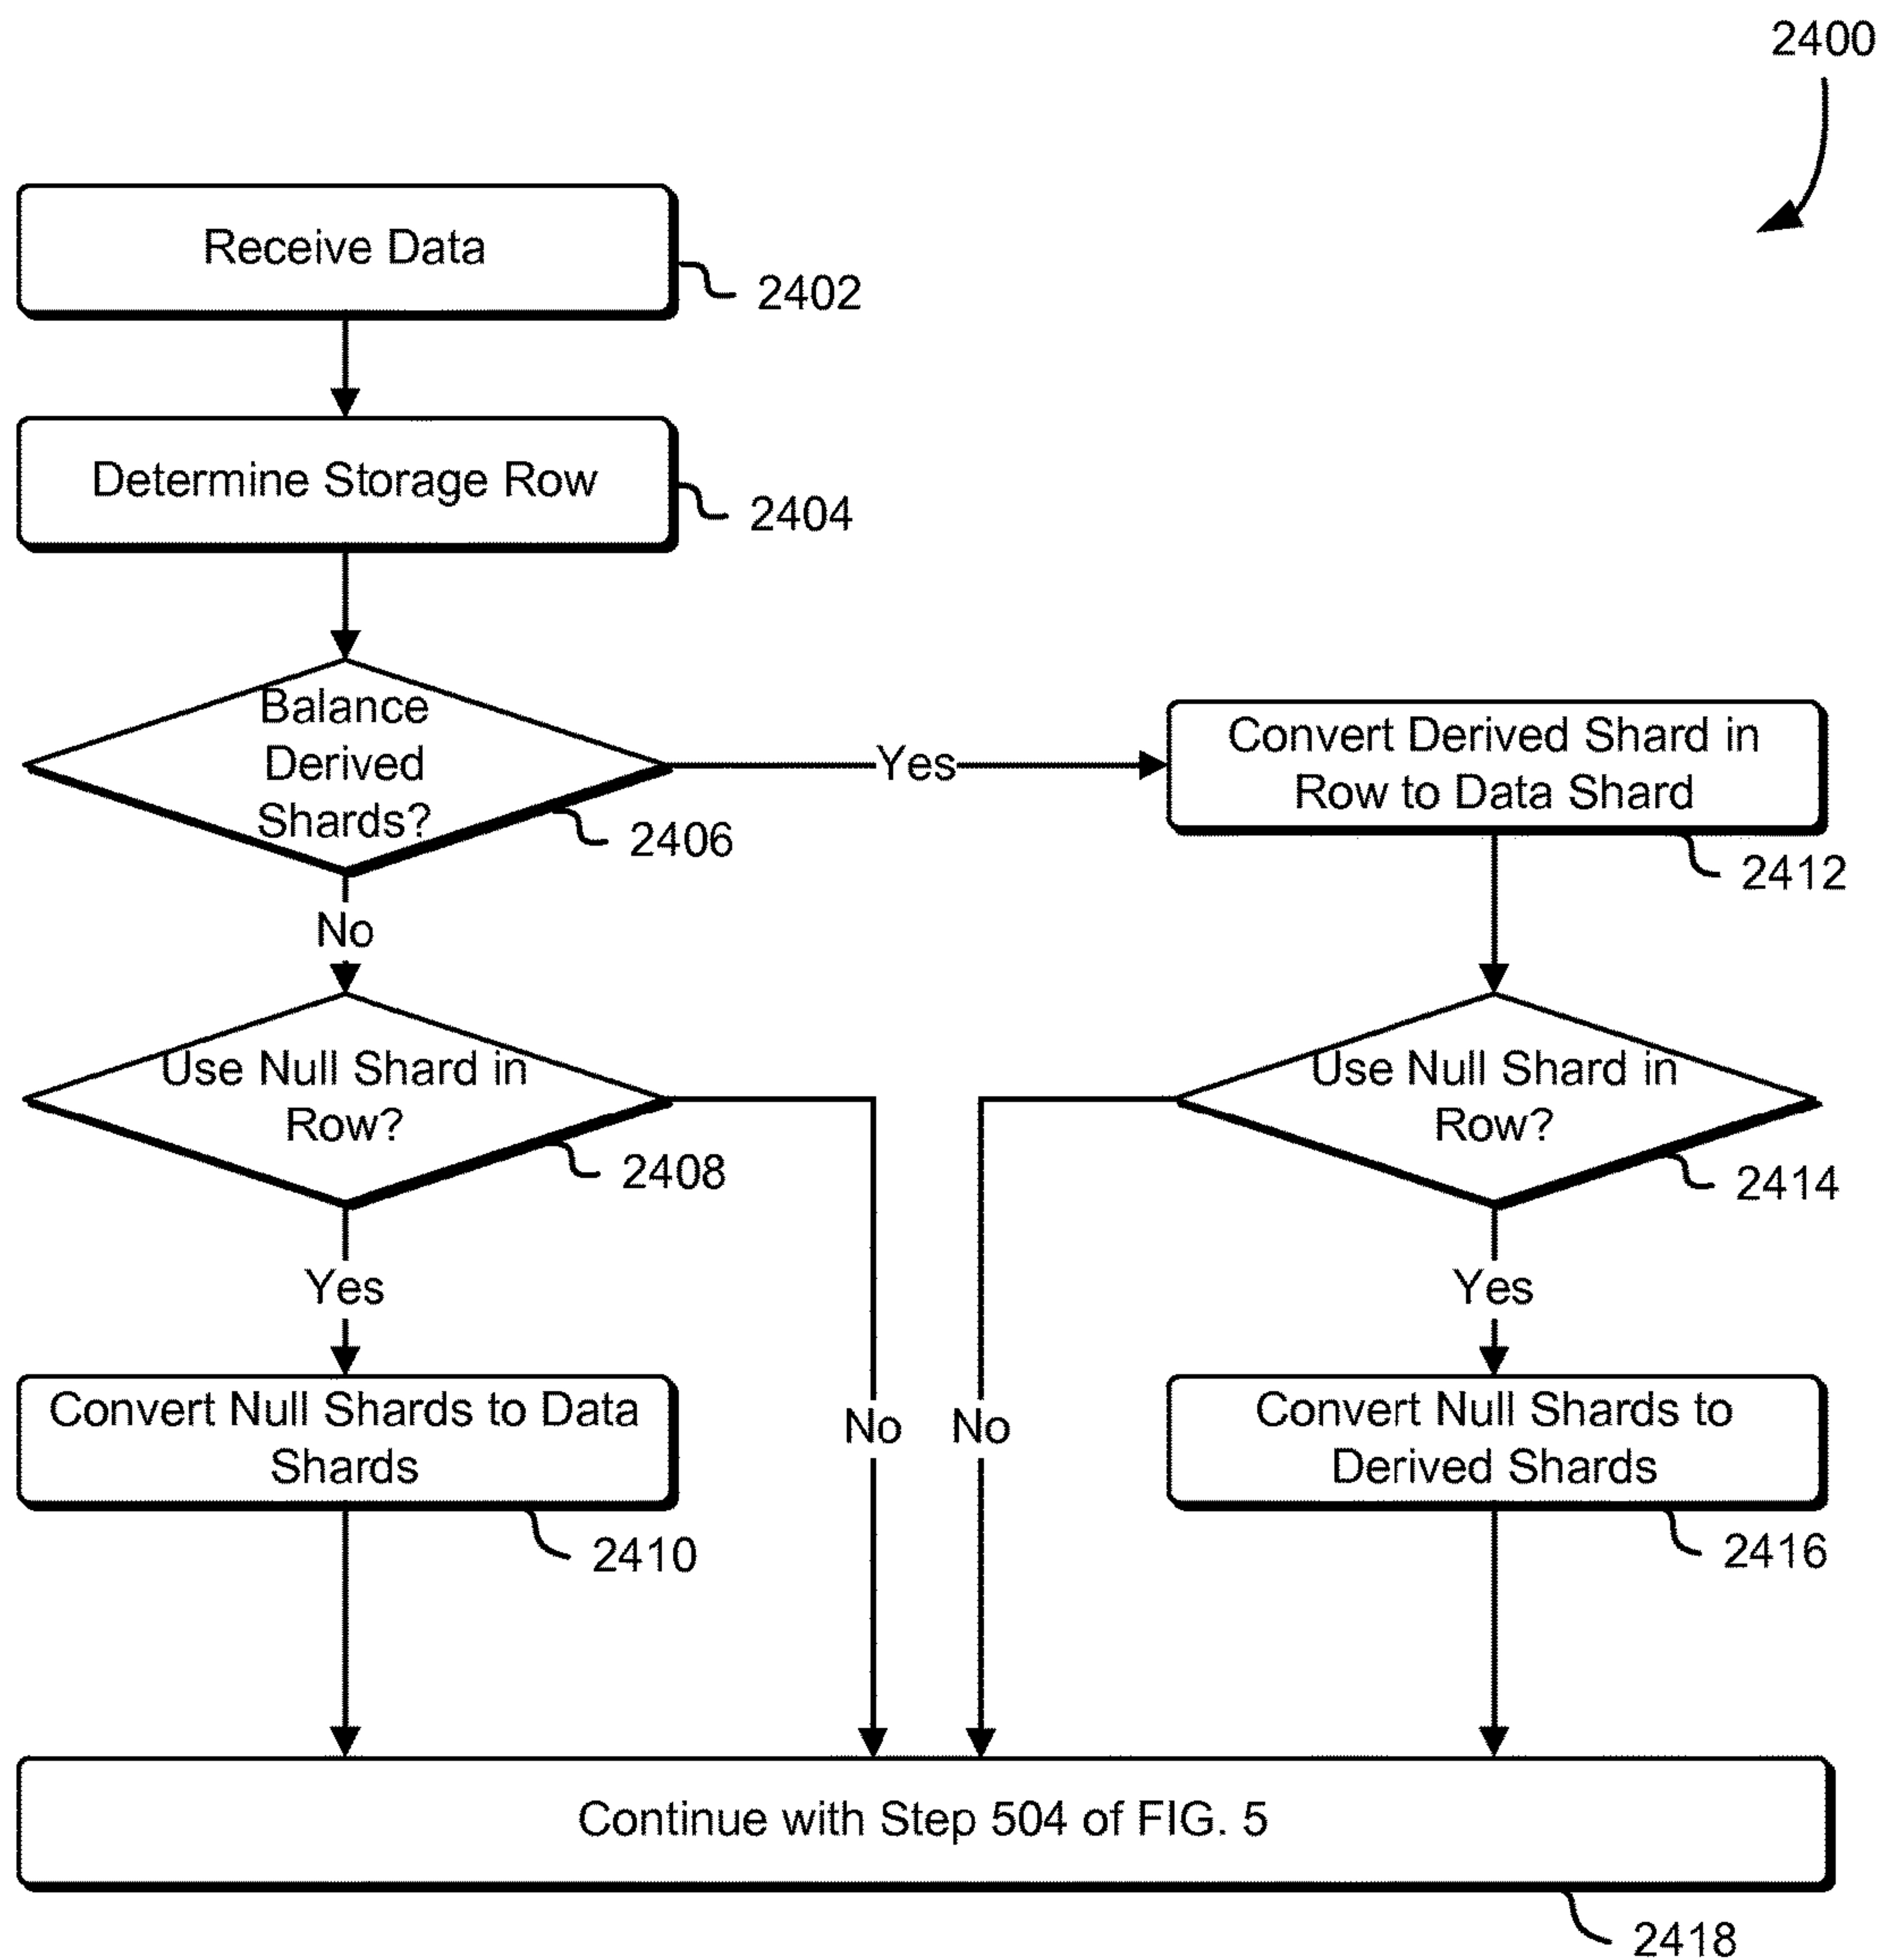 2400
Receive Data
2402
Determine Storage Row
2404
Balance
Derived
Shards?
2406
Yes
Convert Derived Shard in
Row to Data Shard
2412
No
Use Null Shard in
Row?
2408
Use Null Shard in
Row?
2414
Yes
No
No
Yes
Convert Null Shards to Data
Shards
2410
Convert Null Shards to
Derived Shards
2416
Continue with Step 504 of FIG. 5
2418